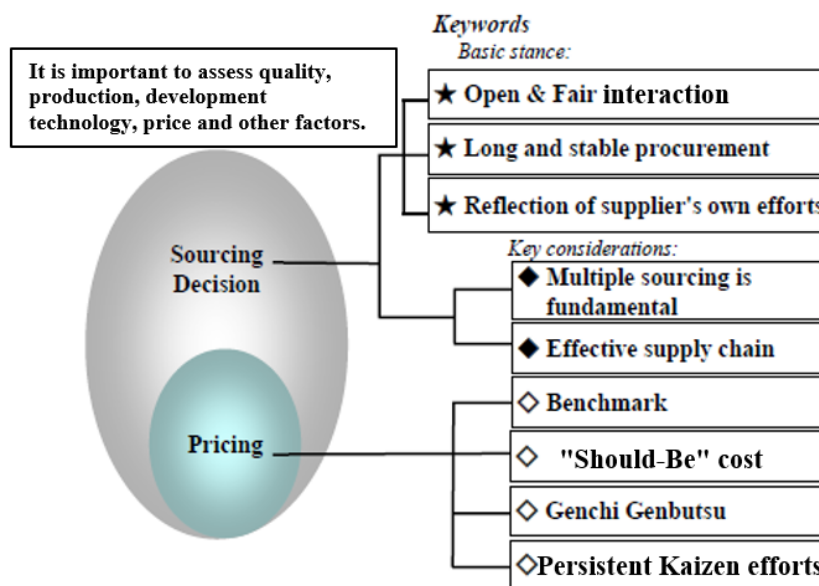 Keywords
Basic stance:
It is important to assess quality,
production, development
technology, price and other factors.
★ Open & Fair interaction
★ Long and stable procurement
★ Reflection of supplier's own efforts
Sourcing
Decision
Key considerations:
◆ Multiple sourcing is
fundamental
◆ Effective supply chain
Pricing
◇ Benchmark
◇ "Should-Be" cost
◇ Genchi Genbutsu
◇Persistent Kaizen efforts